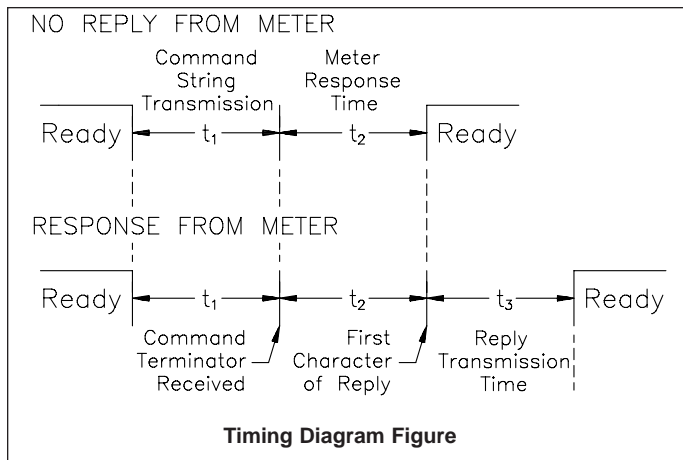 NO REPLY FROM METER
Command
String
Transmission
Meter
Response
Time
Ready
t1
t2
Ready
RESPONSE FROM METER
Ready
t1
t2
t3
Ready
Command
Terminator
Received
First
Character
of Reply
Reply
Transmission
Time
Timing Diagram Figure